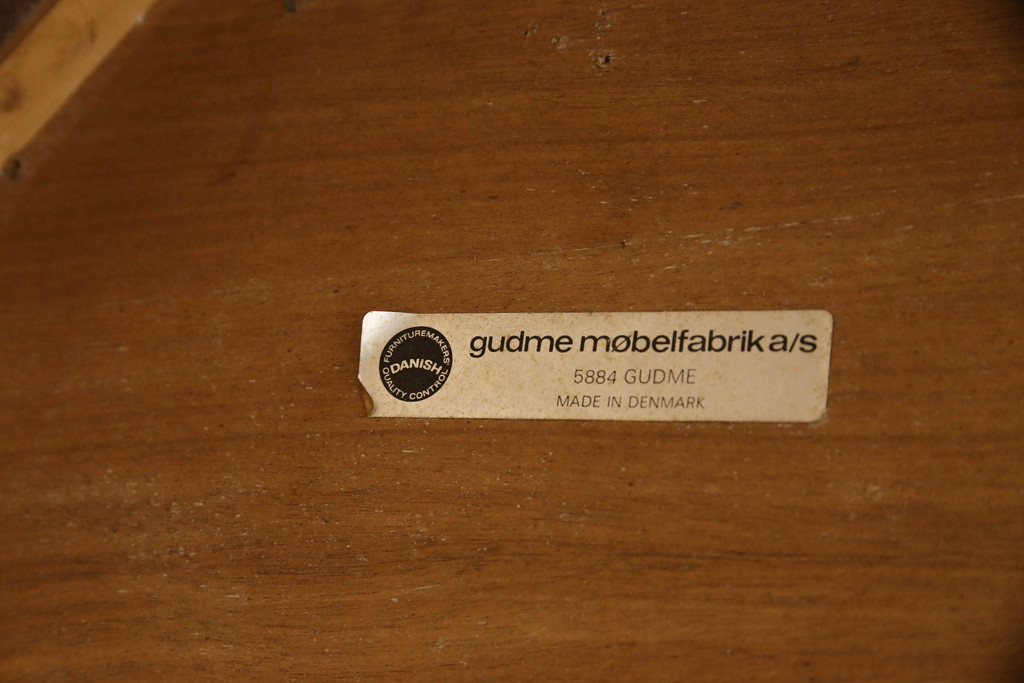 FURNITUREMAKERS'
DANISH
QUALITY CONTROL
gudme møbelfabrik a/s
5884 GUDME
MADE IN DENMARK